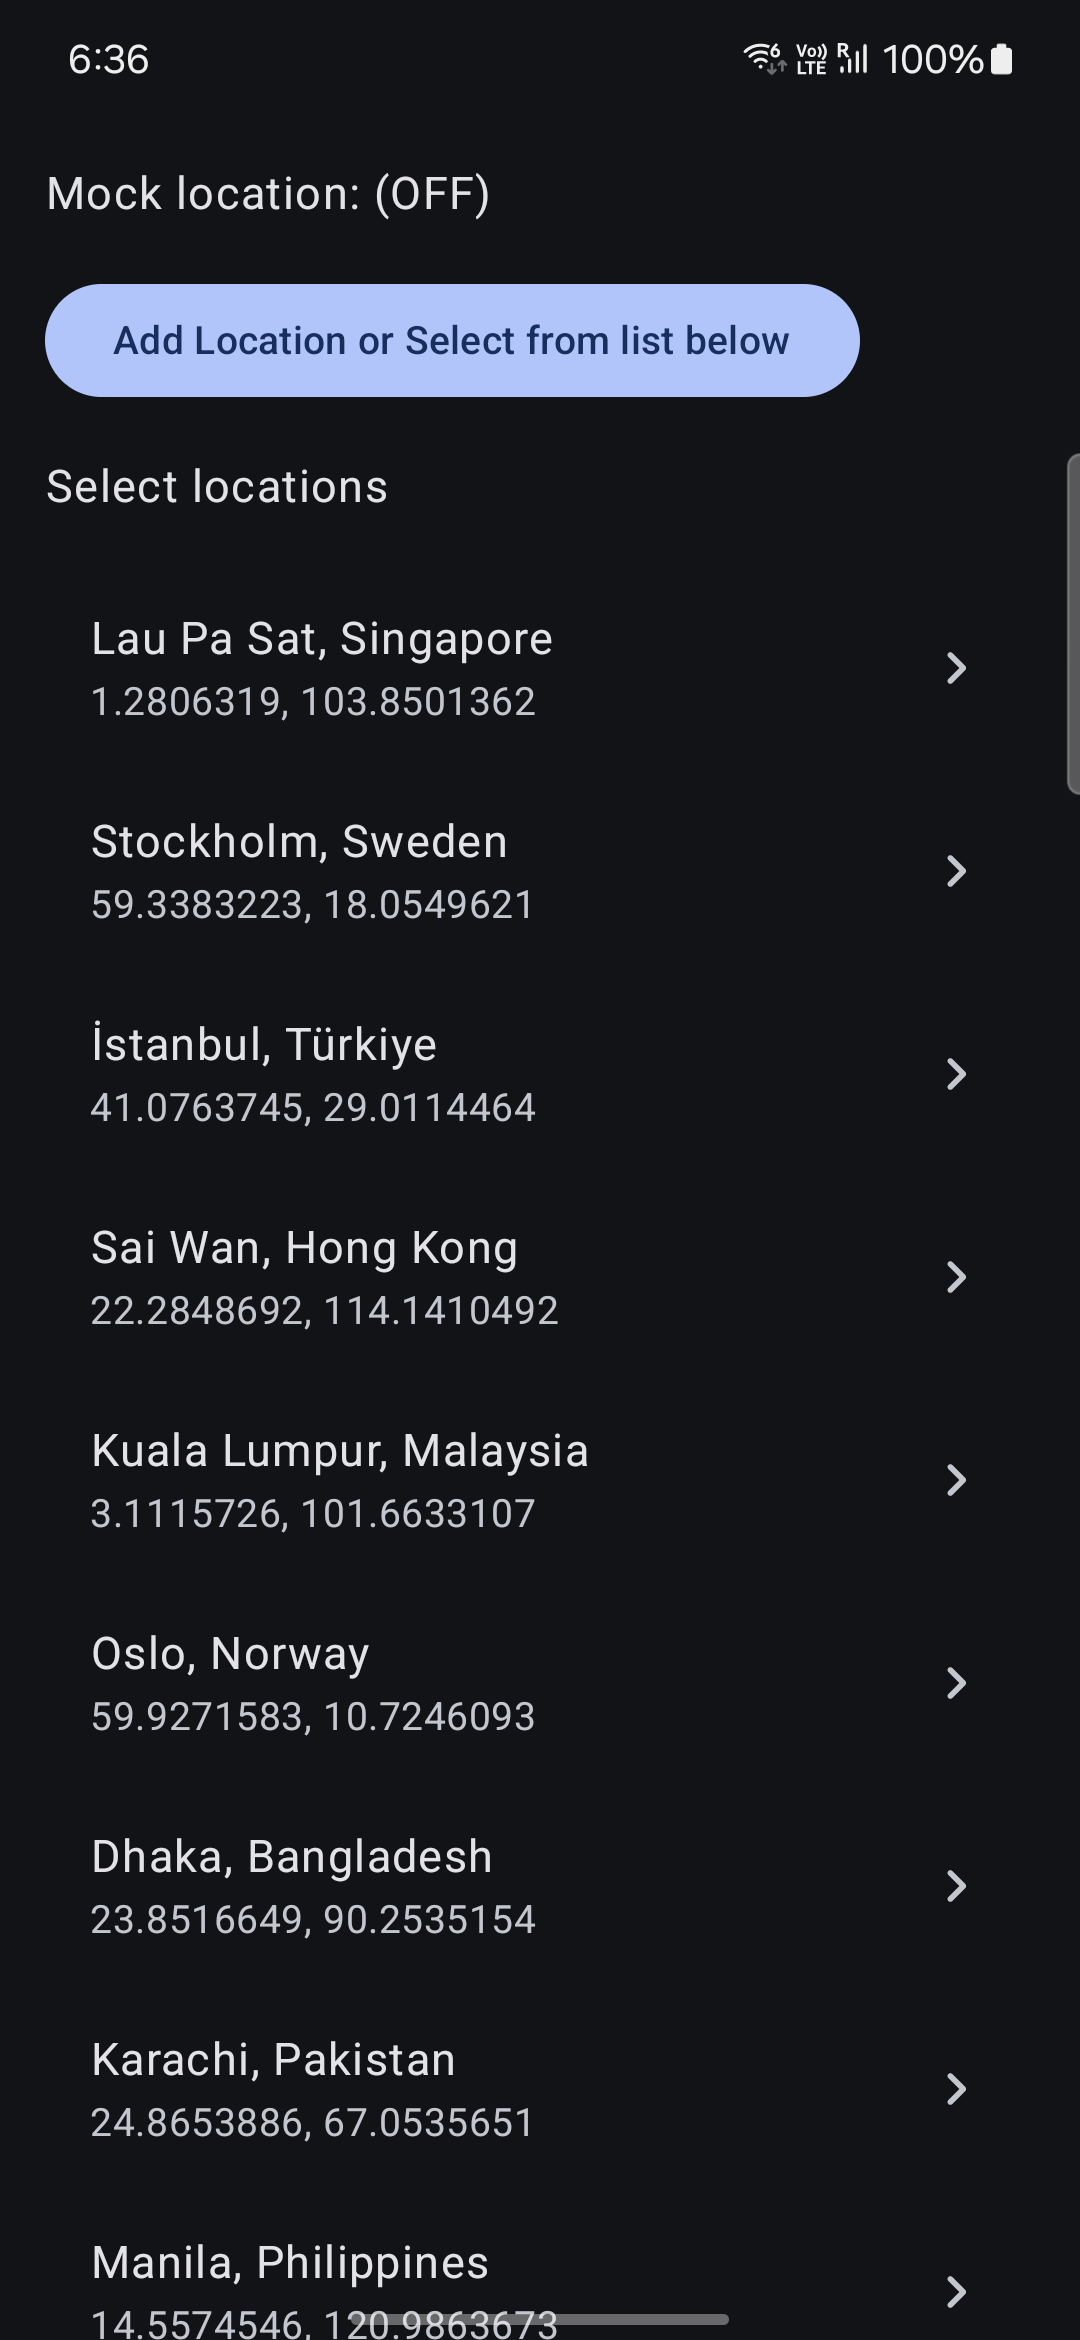 6:36
6 Vo)) LTE R 100%
Mock location: (OFF)
Add Location or Select from list below
Select locations
Lau Pa Sat, Singapore
1.2806319, 103.8501362
Stockholm, Sweden
59.3383223, 18.0549621
İstanbul, Türkiye
41.0763745, 29.0114464
Sai Wan, Hong Kong
22.2848692, 114.1410492
Kuala Lumpur, Malaysia
3.1115726, 101.6633107
Oslo, Norway
59.9271583, 10.7246093
Dhaka, Bangladesh
23.8516649, 90.2535154
Karachi, Pakistan
24.8653886, 67.0535651
Manila, Philippines
14.5574546, 120.9863673